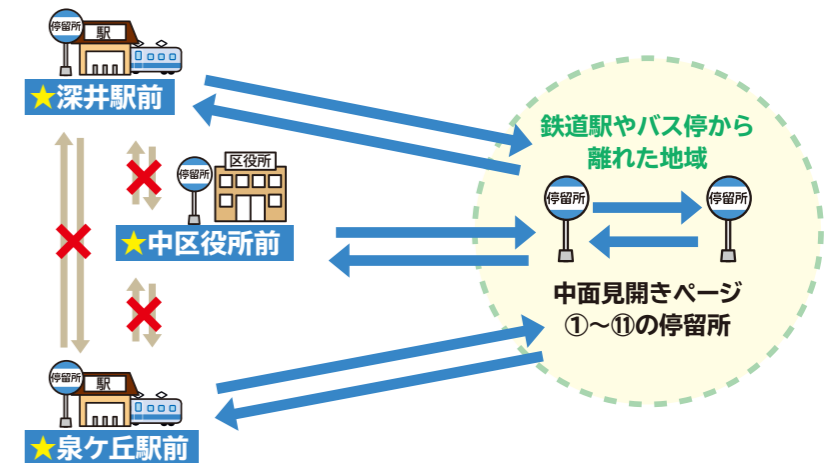 停留所
駅
★深井駅前
停留所
区役所
★中区役所前
停留所
駅
★泉ケ丘駅前
鉄道駅やバス停から
離れた地域
停留所
停留所
中面見開きページ
①~⑪の停留所